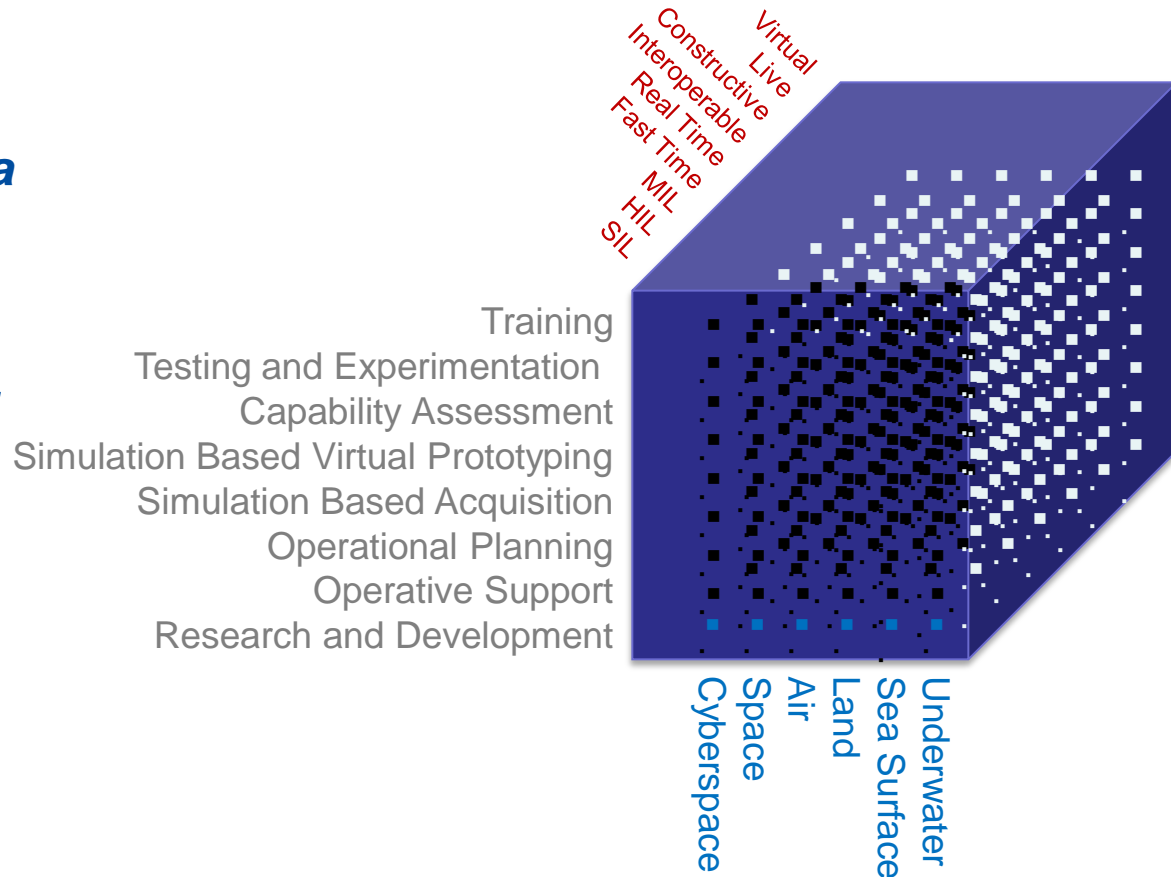 Virtual
Live
Constructive
Interoperable
Real Time
Fast Time
MIL
HIL
SIL
a
Training
Testing and Experimentation
Capability Assessment
Simulation Based Virtual Prototyping
Simulation Based Acquisition
Operational Planning
Operative Support
Research and Development
Cyberspace
Space
Air
Land
Sea Surface
Underwater